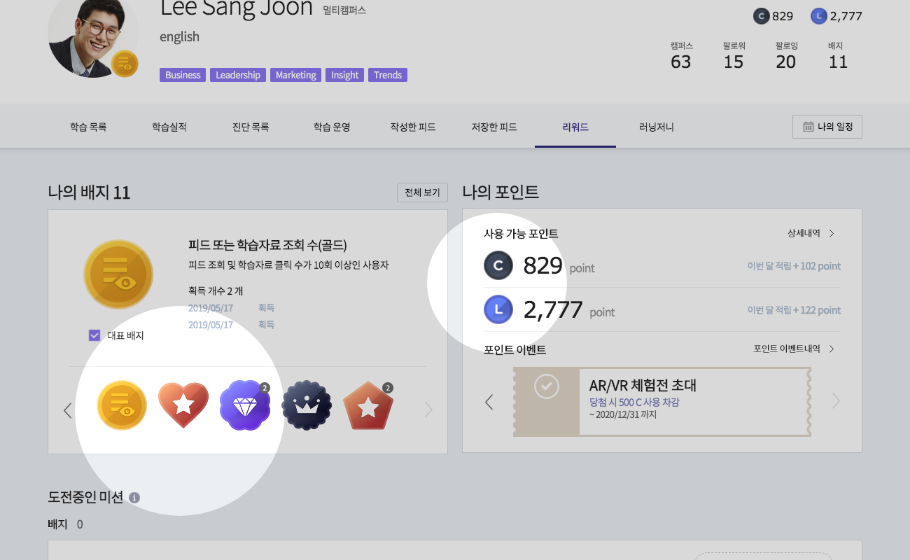 Lee Sang Joon 멀티캠퍼스
english
Business Leadership Marketing Insight Trends
C 829 L 2,777
캠퍼스 팔로워 팔로잉 배지
63 15 20 11
학습 목록 학습실적 진단 목록 학습 운영 작성한 피드 저장한 피드 리워드 러닝저니 나의 일정
나의 배지 11 전체 보기
피드 또는 학습자료 조회 수(골드)
피드 조회 및 학습자료 클릭 수가 10회 이상인 사용자
획득 개수 2 개
2019/05/17 획득
2019/05/17 획득
대표 배지
2 2
나의 포인트
사용 가능 포인트 상세내역
C 829 point 이번 달 적립 + 102 point
L 2,777 point 이번 달 적립 + 122 point
포인트 이벤트 포인트 이벤트내역
AR/VR 체험전 초대
당첨 시 500 C 사용 차감
~ 2020/12/31 까지
도전중인 미션 i
배지 0